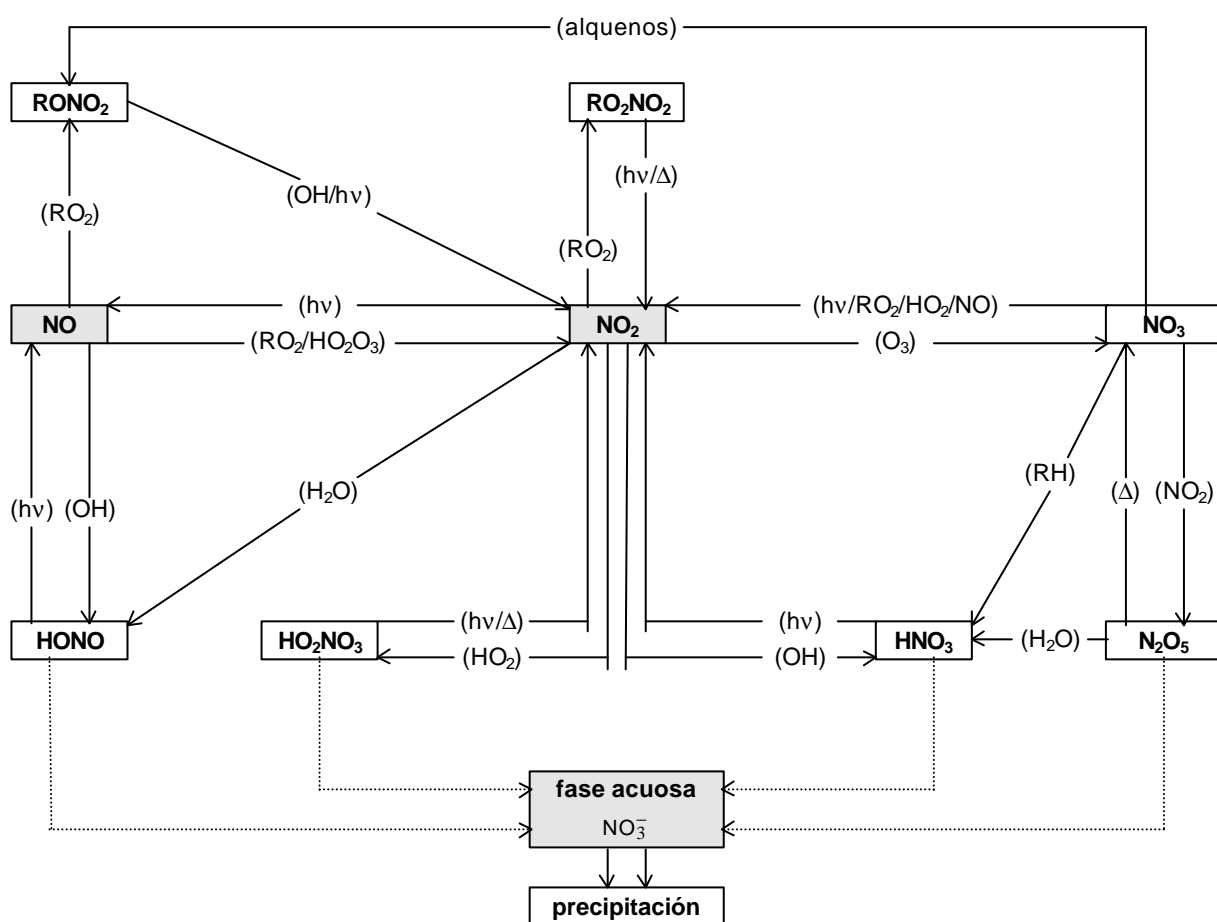 (alquenos)
RONO₂
RO₂NO₂
(hν/Δ)
(OH/hν)
(RO₂)
(RO₂)
(hν)
(hν/RO₂/HO₂/NO)
NO
NO₂
NO₃
(RO₂/HO₂O₃)
(O₃)
(RH)
(H₂O)
(hν)
(OH)
(Δ)
(NO₂)
(hν/Δ)
(hν)
HONO
HO₂NO₃
HNO₃
(H₂O)
N₂O₅
(HO₂)
(OH)
fase acuosa
NO₃⁻
precipitación